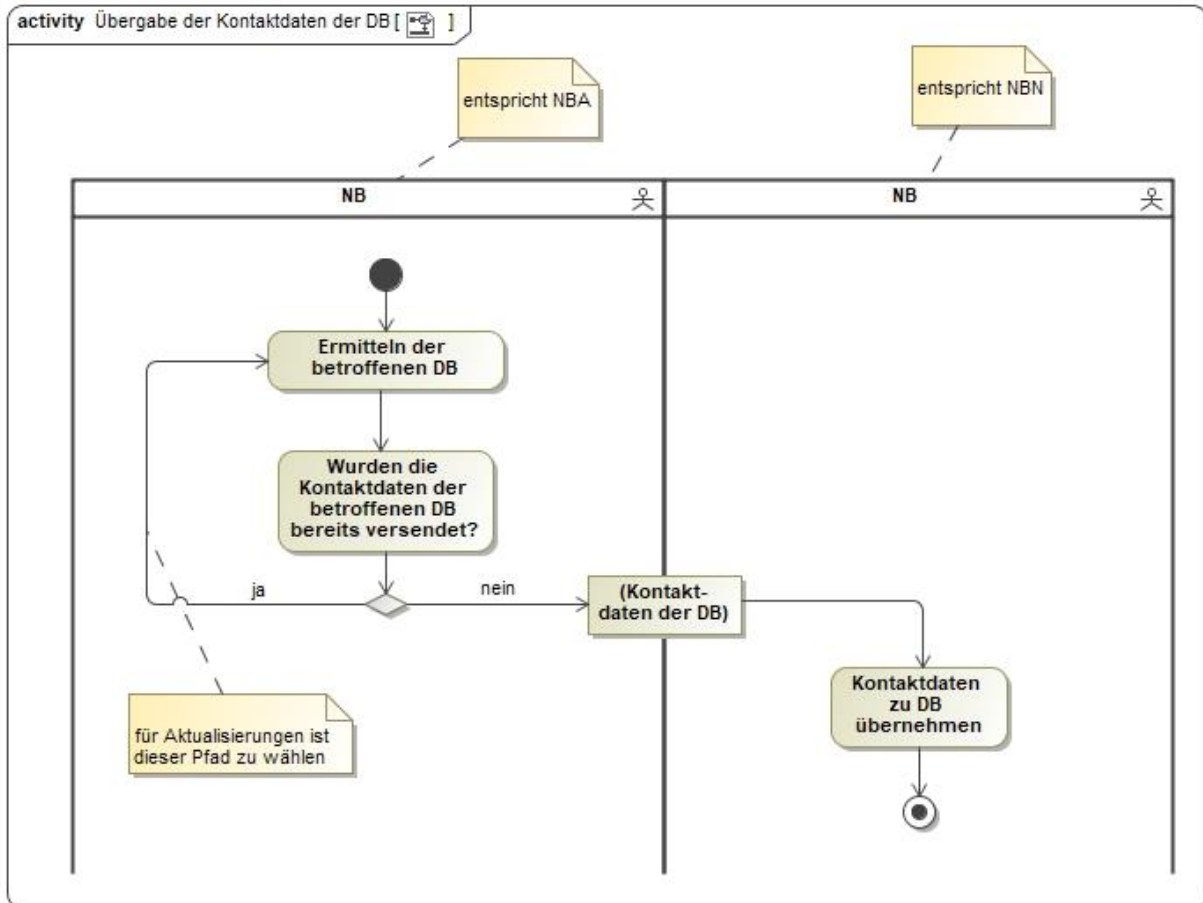 activity Übergabe der Kontaktdaten der DB [ ]
entspricht NBA
entspricht NBN
NB
NB
Ermitteln der
betroffenen DB
Wurden die
Kontaktdaten der
betroffenen DB
bereits versendet?
ja
nein
(Kontakt-
daten der DB)
Kontaktdaten
zu DB
übernehmen
für Aktualisierungen ist
dieser Pfad zu wählen